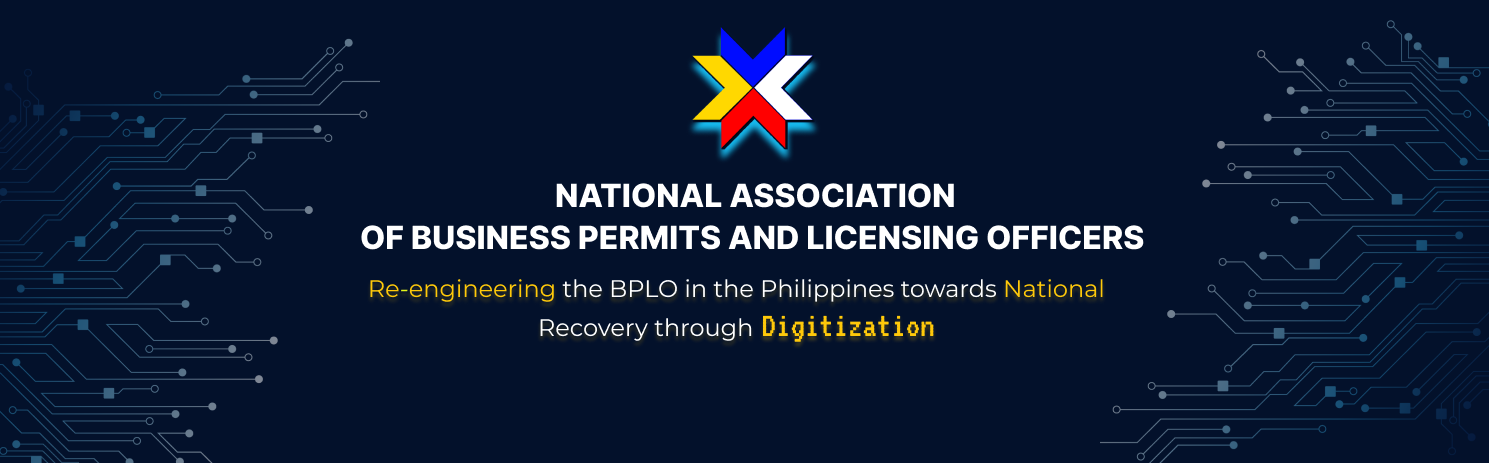 NATIONAL ASSOCIATION
OF BUSINESS PERMITS AND LICENSING OFFICERS
Re-engineering the BPLO in the Philippines towards National
Recovery through Digitization